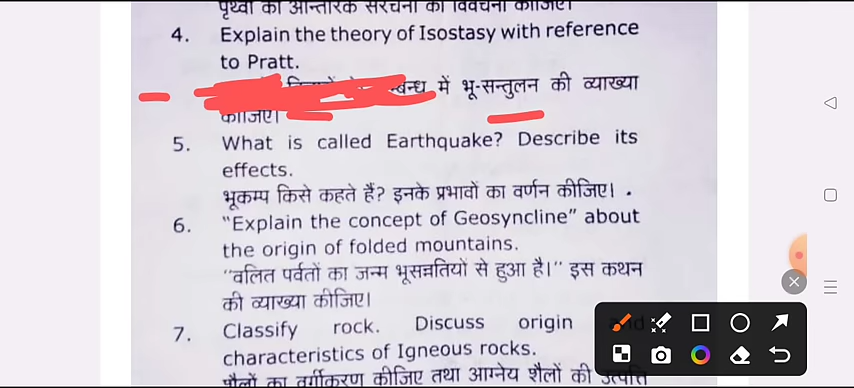 पृथ्वी की आन्तरिक संरचना की विवेचना कीजिए।
4. Explain the theory of Isostasy with reference
to Pratt.
में भू-सन्तुलन की व्याख्या
कीजिए।
5. What is called Earthquake? Describe its
effects.
भूकम्प किसे कहते हैं? इनके प्रभावों का वर्णन कीजिए।
6. “Explain the concept of Geosyncline” about
the origin of folded mountains.
‘‘वलित पर्वतों का जन्म भूसन्नतियों से हुआ है।’’ इस कथन
की व्याख्या कीजिए।
7. Classify rock. Discuss origin and
characteristics of Igneous rocks.
शैलों का वर्गीकरण कीजिए तथा आग्नेय शैलों की उत्पत्ति